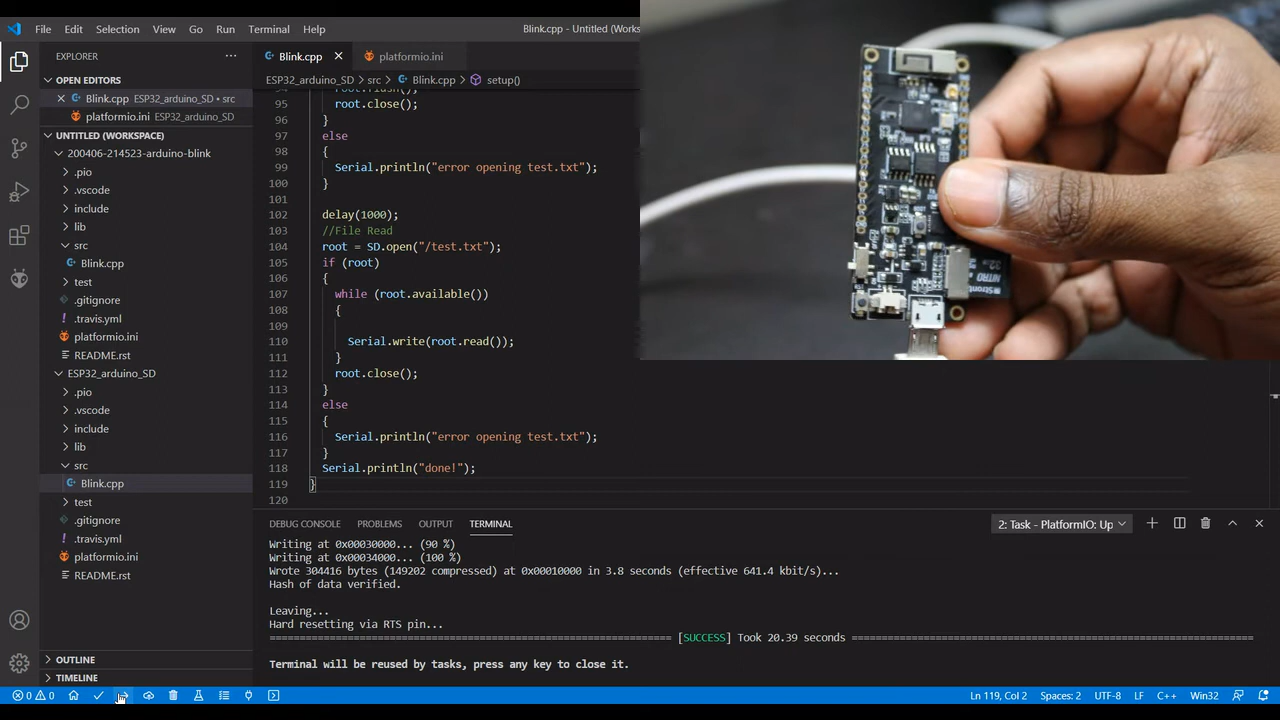 File Edit Selection View Go Run Terminal Help
Blink.cpp - Untitled (Works
EXPLORER
Blink.cpp
platformio.ini
OPEN EDITORS
ESP32_arduino_SD > src > Blink.cpp > setup()
Blink.cpp ESP32_arduino_SD • src
platformio.ini ESP32_arduino_SD
UNTITLED (WORKSPACE)
200406-214523-arduino-blink
.pio
.vscode
include
lib
src
Blink.cpp
test
.gitignore
.travis.yml
platformio.ini
README.rst
ESP32_arduino_SD
.pio
.vscode
include
lib
src
Blink.cpp
test
.gitignore
.travis.yml
platformio.ini
README.rst
OUTLINE
TIMELINE
95 root.close();
96 }
97 else
98 {
99 Serial.println("error opening test.txt");
100 }
101
102 delay(1000);
103 //File Read
104 root = SD.open("/test.txt");
105 if (root)
106 {
107 while (root.available())
108 {
109
110 Serial.write(root.read());
111 }
112 root.close();
113 }
114 else
115 {
116 Serial.println("error opening test.txt");
117 }
118 Serial.println("done!");
119 }
120
DEBUG CONSOLE PROBLEMS OUTPUT TERMINAL
2: Task - PlatformIO: Up
Writing at 0x00030000... (90 %)
Writing at 0x00034000... (100 %)
Wrote 304416 bytes (149202 compressed) at 0x00010000 in 3.8 seconds (effective 641.4 kbit/s)...
Hash of data verified.
Leaving...
Hard resetting via RTS pin...
[SUCCESS] Took 20.39 seconds
Terminal will be reused by tasks, press any key to close it.
0 0
Ln 119, Col 2 Spaces: 2 UTF-8 LF C++ Win32
NITRO